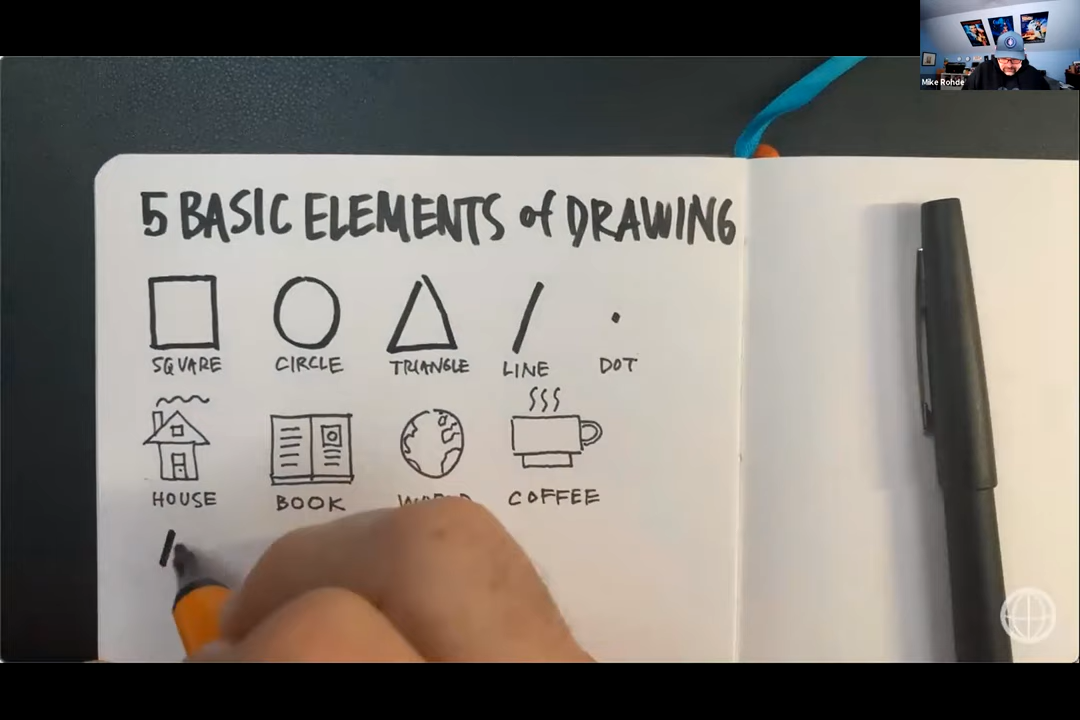 Mike Rohde
5 BASIC ELEMENTS of DRAWING
SQUARE CIRCLE TRIANGLE LINE DOT
HOUSE BOOK COFFEE